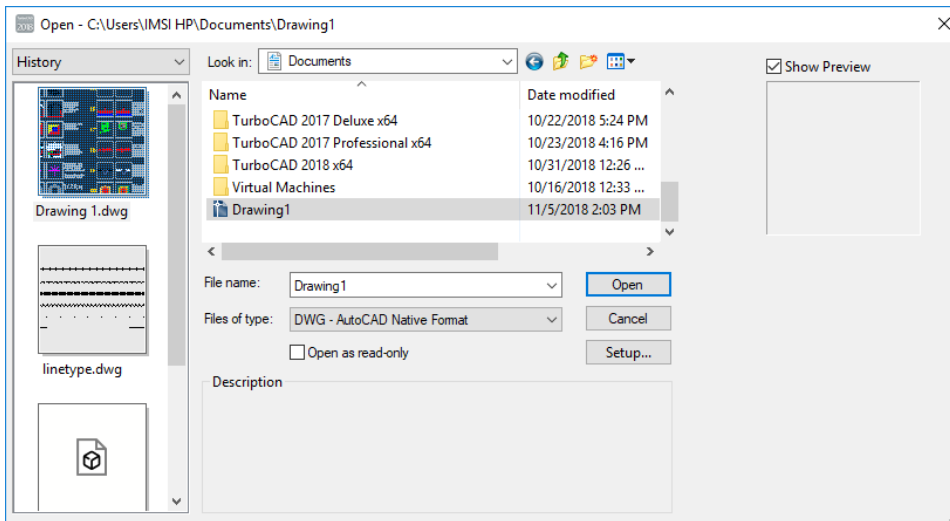 2018 Open - C:\Users\IMSI HP\Documents\Drawing1
History
Look in: Documents
Show Preview
Name Date modified
TurboCAD 2017 Deluxe x64 10/22/2018 5:24 PM
TurboCAD 2017 Professional x64 10/23/2018 4:16 PM
TurboCAD 2018 x64 10/31/2018 12:26 ...
Virtual Machines 10/16/2018 12:33 ...
Drawing1 11/5/2018 2:03 PM
Drawing 1.dwg
linetype.dwg
File name: Drawing1 Open
Files of type: DWG - AutoCAD Native Format Cancel
Open as read-only Setup...
Description